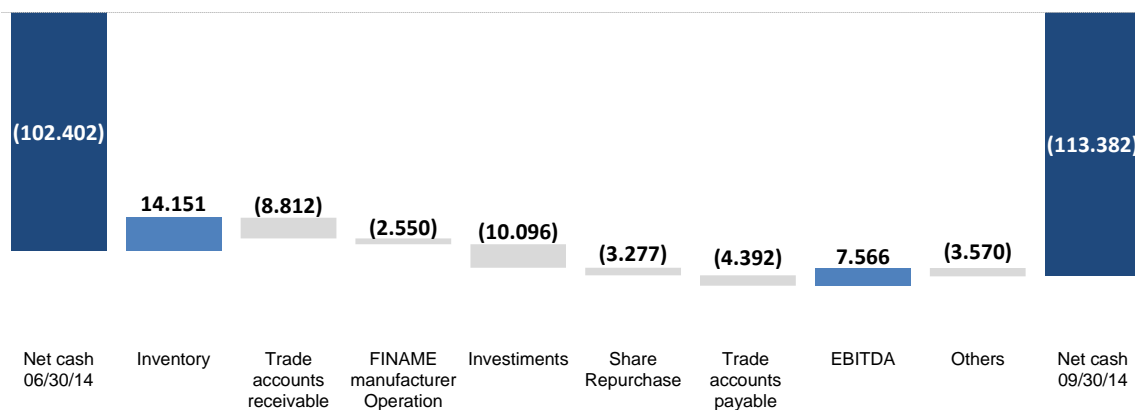 (102.402)
14.151
(8.812)
(2.550)
(10.096)
(3.277)
(4.392)
7.566
(3.570)
(113.382)
Net cash
06/30/14
Inventory
Trade
accounts
receivable
FINAME
manufacturer
Operation
Investiments
Share
Repurchase
Trade
accounts
payable
EBITDA
Others
Net cash
09/30/14